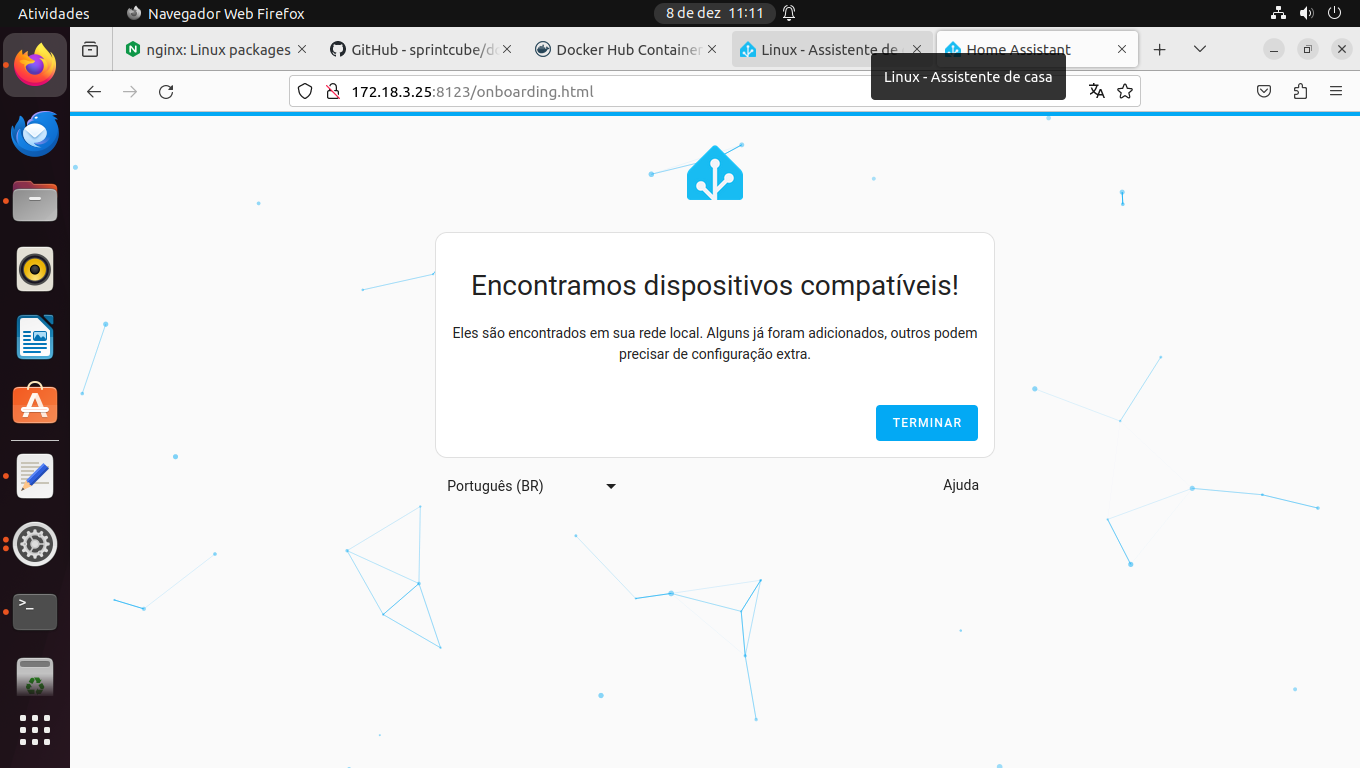 Atividades
Navegador Web Firefox
8 de dez 11:11
nginx: Linux packages
GitHub - sprintcube/do
Docker Hub Container
Linux - Assistente de
Home Assistant
Linux - Assistente de casa
172.18.3.25:8123/onboarding.html
Encontramos dispositivos compatíveis!
Eles são encontrados em sua rede local. Alguns já foram adicionados, outros podem
precisar de configuração extra.
TERMINAR
Português (BR)
Ajuda